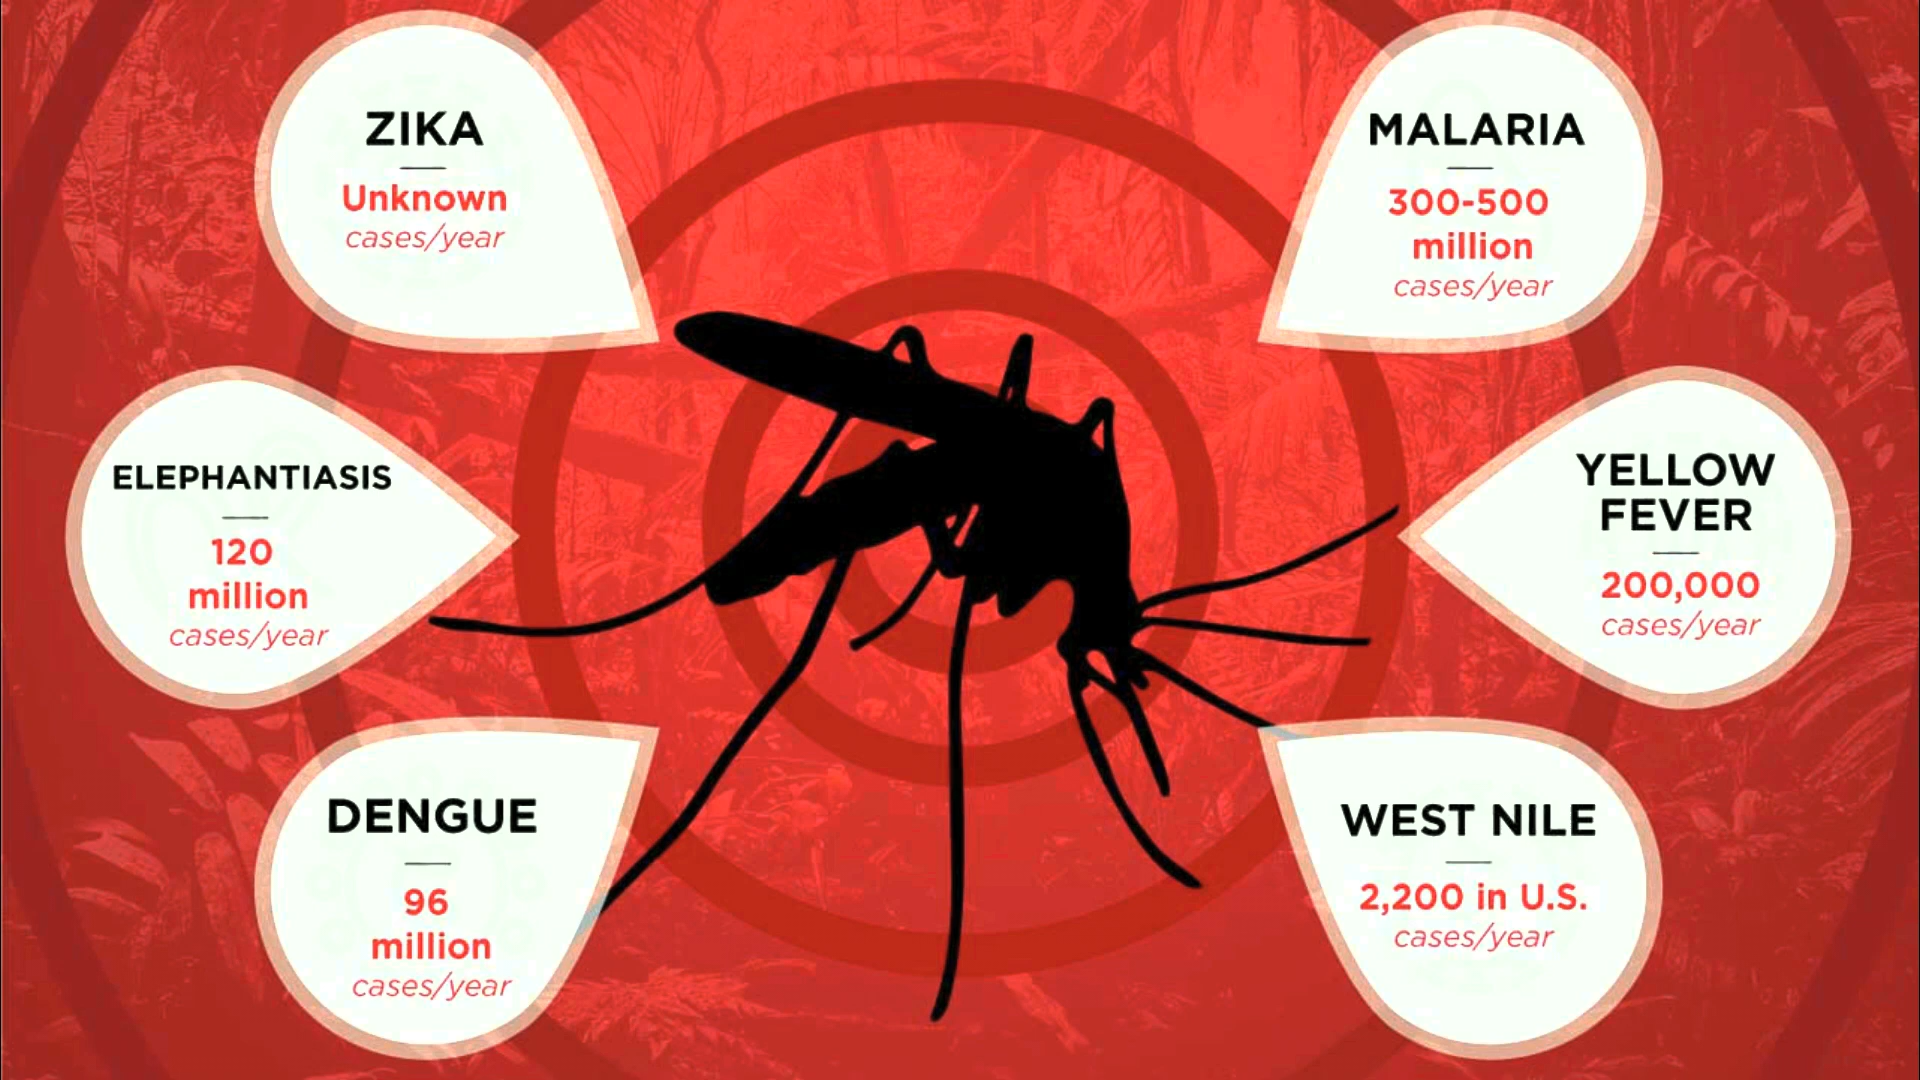 ZIKA
Unknown
cases/year
MALARIA
300-500
million
cases/year
ELEPHANTIASIS
120
million
cases/year
YELLOW
FEVER
200,000
cases/year
DENGUE
96
million
cases/year
WEST NILE
2,200 in U.S.
cases/year